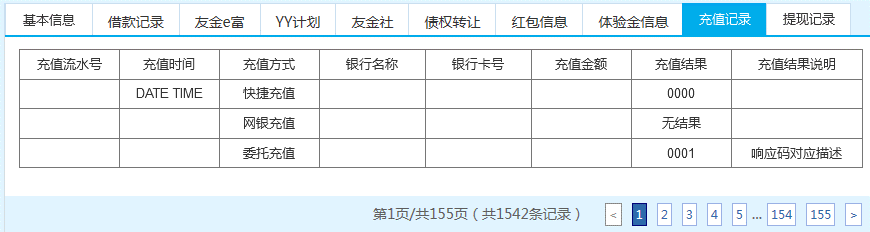 基本信息 借款记录 友金e富 YY计划 友金社 债权转让 红包信息 体验金信息 充值记录 提现记录
充值流水号 充值时间 充值方式 银行名称 银行卡号 充值金额 充值结果 充值结果说明
DATE TIME 快捷充值 0000
网银充值 无结果
委托充值 0001 响应码对应描述
第1页/共155页（共1542条记录） < 1 2 3 4 5 ... 154 155 >